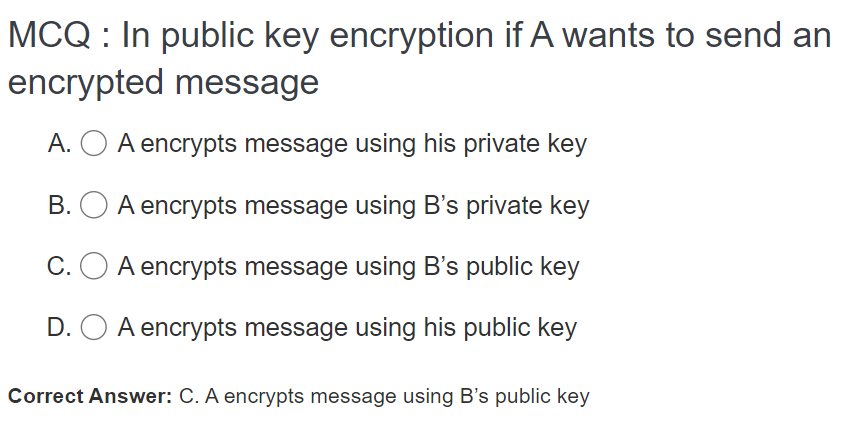 MCQ : In public key encryption if A wants to send an
encrypted message
A. A encrypts message using his private key
B. A encrypts message using B’s private key
C. A encrypts message using B’s public key
D. A encrypts message using his public key
Correct Answer: C. A encrypts message using B’s public key